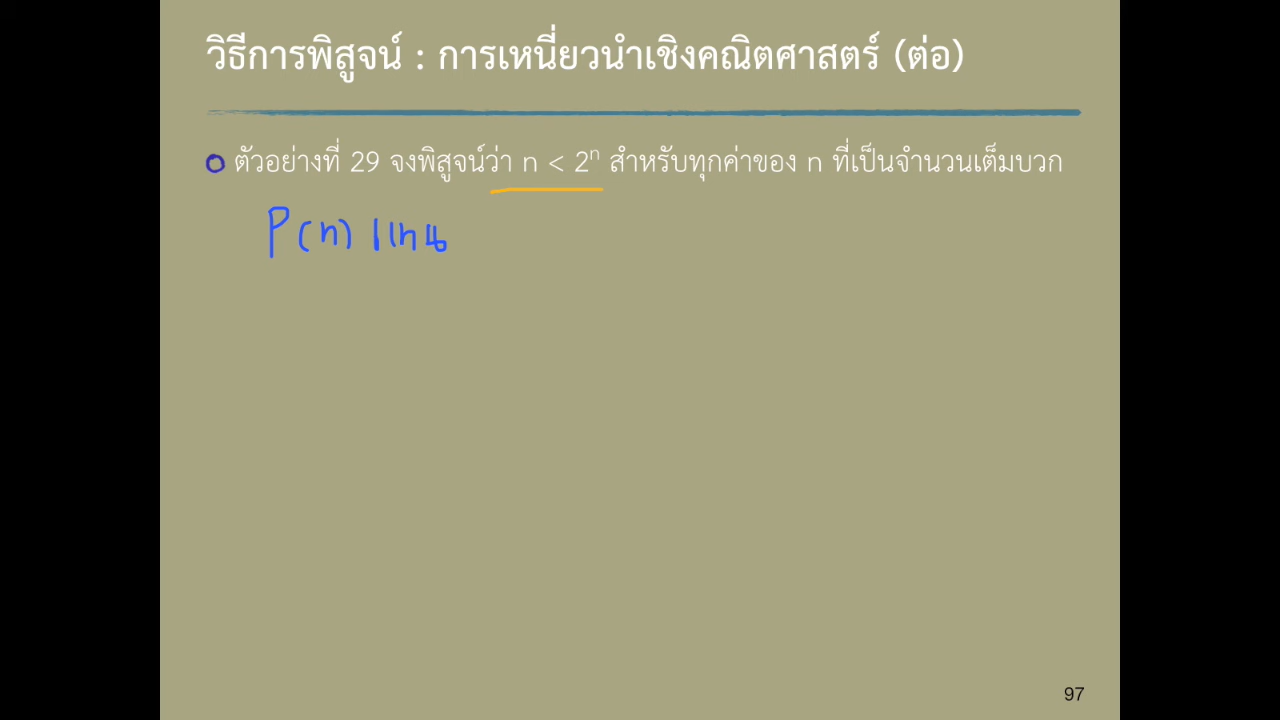 วิธีการพิสูจน์ : การเหนี่ยวนำเชิงคณิตศาสตร์ (ต่อ)
ตัวอย่างที่ 29 จงพิสูจน์ว่า n < 2ⁿ สำหรับทุกค่าของ n ที่เป็นจำนวนเต็มบวก
P(n) แทน
97